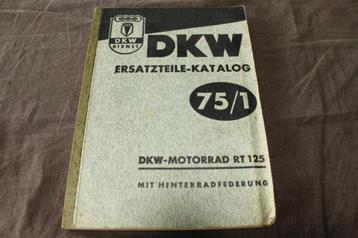 DKW
DIENST
DKW
ERSATZTEILE-KATALOG
75/1
DKW-MOTORRAD RT 125
MIT HINTERRADFEDERUNG